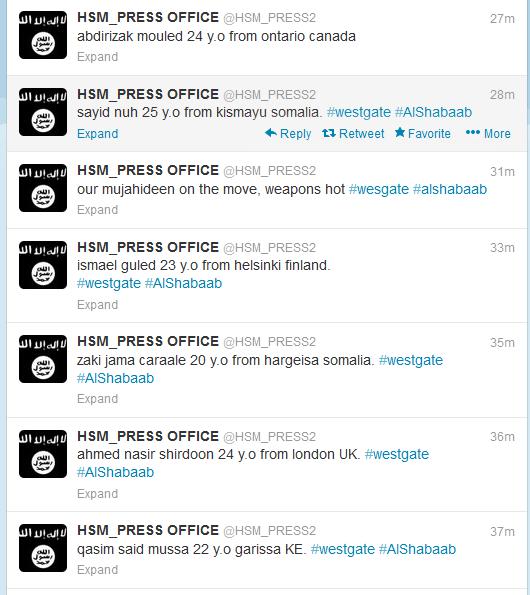 HSM_PRESS OFFICE @HSM_PRESS2 27m
abdirizak mouled 24 y.o from ontario canada
Expand
HSM_PRESS OFFICE @HSM_PRESS2 28m
sayid nuh 25 y.o from kismayu somalia. #westgate #AlShabaab
Expand Reply Retweet Favorite More
HSM_PRESS OFFICE @HSM_PRESS2 31m
our mujahideen on the move, weapons hot #wesgate #alshabaab
Expand
HSM_PRESS OFFICE @HSM_PRESS2 33m
ismael guled 23 y.o from helsinki finland.
#westgate #AlShabaab
Expand
HSM_PRESS OFFICE @HSM_PRESS2 35m
zaki jama caraale 20 y.o from hargeisa somalia. #westgate
#AlShabaab
Expand
HSM_PRESS OFFICE @HSM_PRESS2 36m
ahmed nasir shirdoon 24 y.o from london UK. #westgate
#AlShabaab
Expand
HSM_PRESS OFFICE @HSM_PRESS2 37m
qasim said mussa 22 y.o garissa KE. #westgate #AlShabaab
Expand